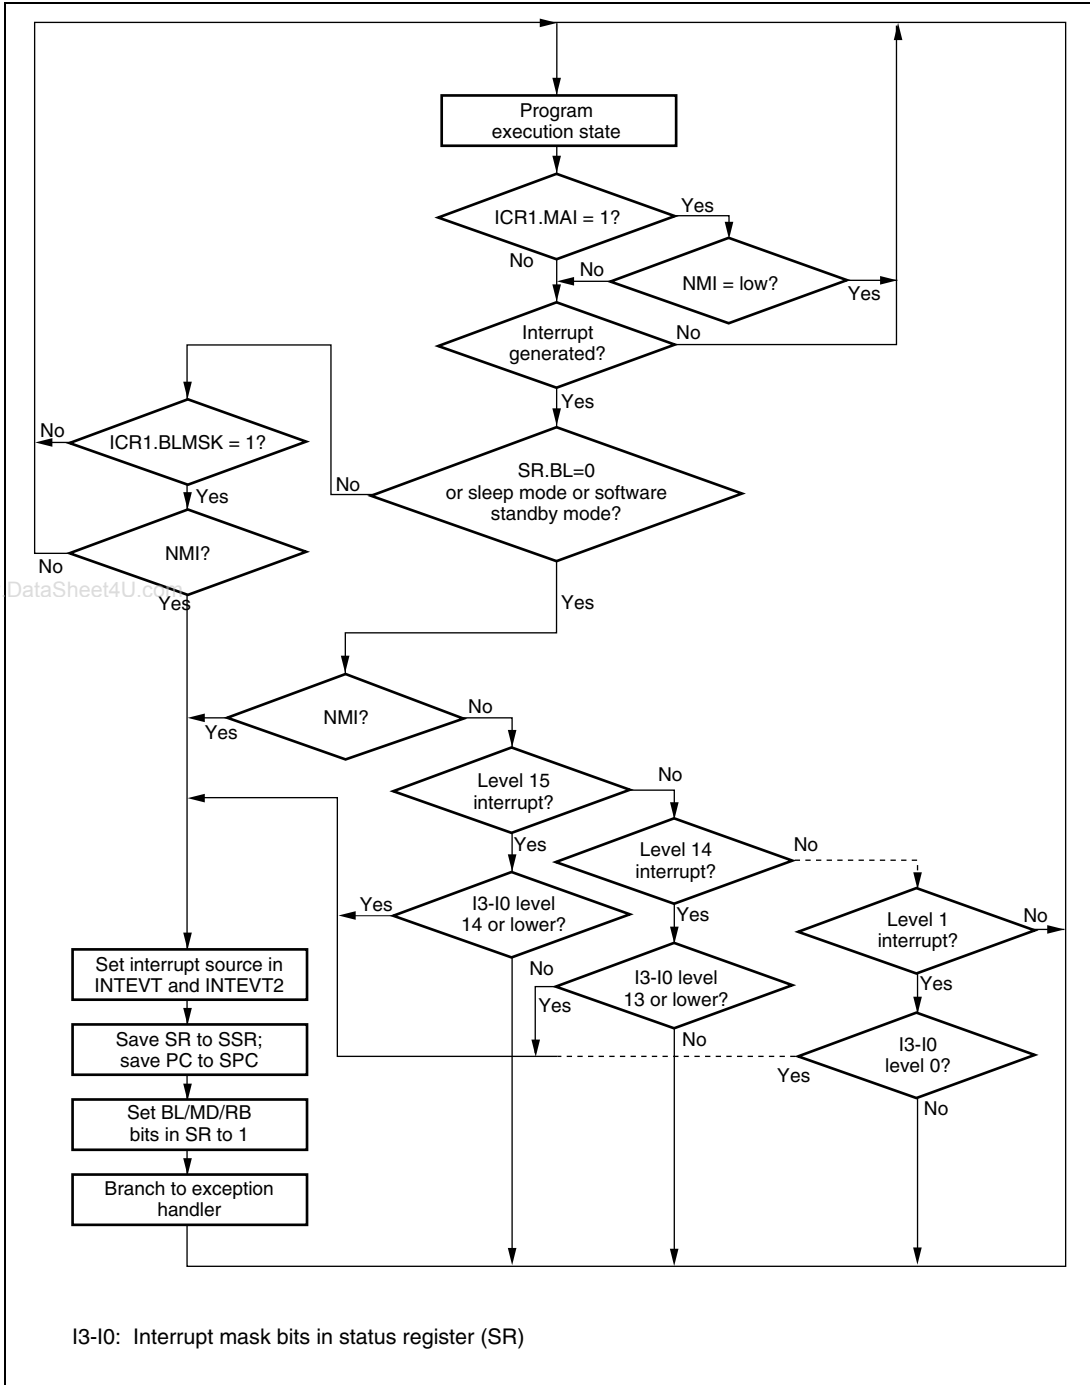 Program
execution state
ICR1.MAI = 1?
Yes
No
NMI = low?
No
Yes
Interrupt
generated?
No
Yes
ICR1.BLMSK = 1?
No
Yes
SR.BL=0
or sleep mode or software
standby mode?
No
Yes
NMI?
No
Yes
DataSheet4U.com
NMI?
No
Yes
Level 15
interrupt?
No
Yes
Level 14
interrupt?
No
Yes
I3-I0 level
14 or lower?
Yes
No
Level 1
interrupt?
No
Yes
I3-I0 level
13 or lower?
Yes
No
I3-I0
level 0?
Yes
No
Set interrupt source in
INTEVT and INTEVT2
Save SR to SSR;
save PC to SPC
Set BL/MD/RB
bits in SR to 1
Branch to exception
handler
I3-I0: Interrupt mask bits in status register (SR)